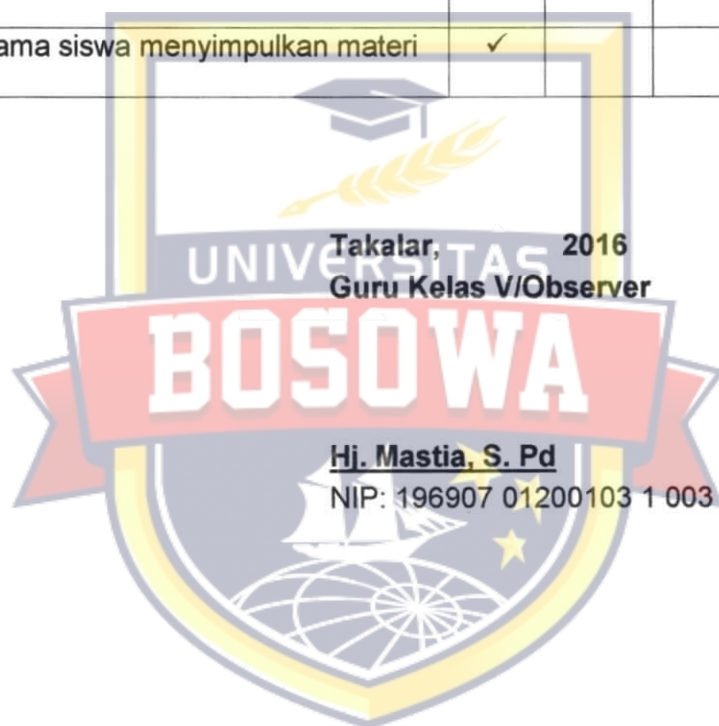 ama siswa menyimpulkan materi ✓
Takalar, 2016
Guru Kelas V/Observer
UNIVERSITAS
BOSOWA
Hj. Mastia, S. Pd
NIP: 196907 01200103 1 003